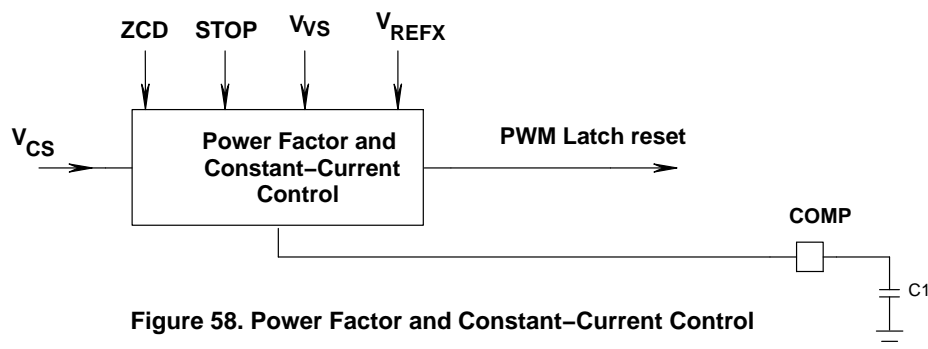 ZCD STOP VVS VREFX
VCS
Power Factor and
Constant–Current
Control
PWM Latch reset
COMP
C1
Figure 58. Power Factor and Constant–Current Control